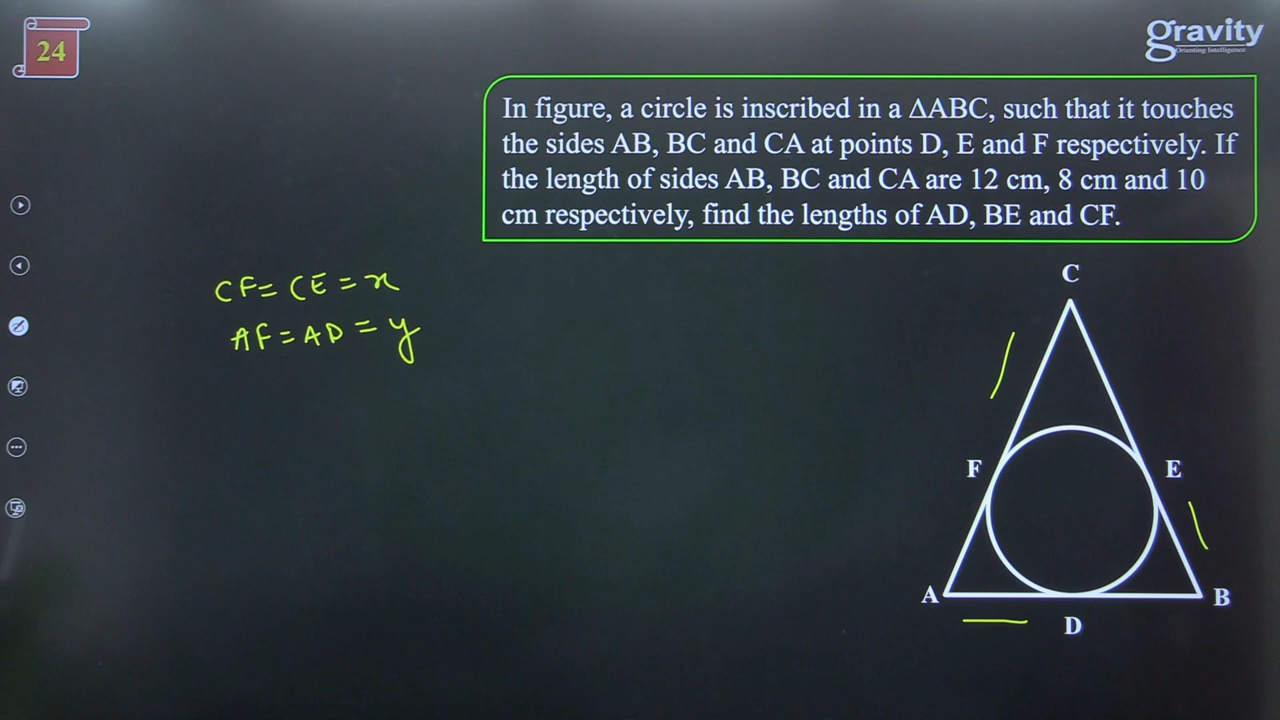 24
gravity
Orienting Intelligence
In figure, a circle is inscribed in a ΔABC, such that it touches
the sides AB, BC and CA at points D, E and F respectively. If
the length of sides AB, BC and CA are 12 cm, 8 cm and 10
cm respectively, find the lengths of AD, BE and CF.
CF = CE = x
AF = AD = y
C
F
E
A
B
D